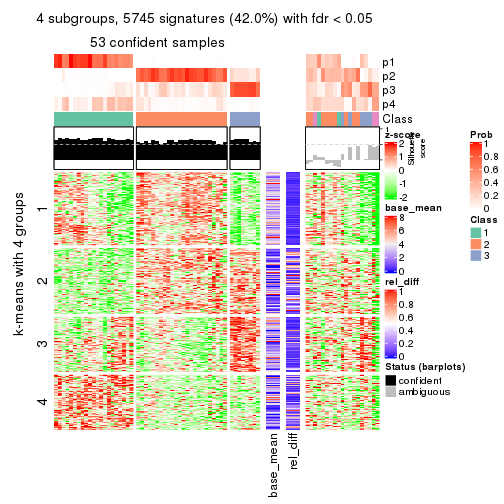 4 subgroups, 5745 signatures (42.0%) with fdr < 0.05
53 confident samples
p1
p2
p3
p4
Class
1
Silhouette
score
k-means with 4 groups
1
2
3
4
base_mean
rel_diff
z-score
2
1
0
-1
-2
base_mean
8
6
4
2
0
rel_diff
1
0.8
0.6
0.4
0.2
0
Status (barplots)
confident
ambiguous
Prob
1
0.8
0.6
0.4
0.2
0
Class
1
2
3